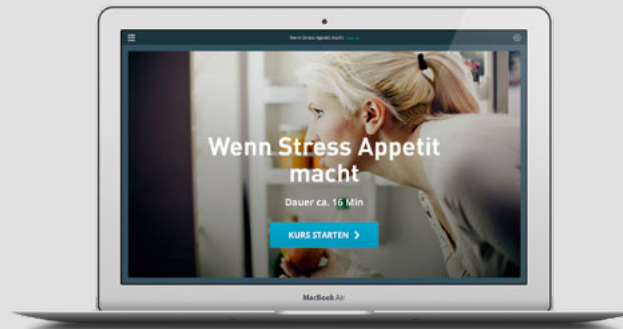 Wenn Stress Appetit macht
Wenn Stress Appetit
macht
Dauer ca. 16 Min
KURS STARTEN
MacBook Air